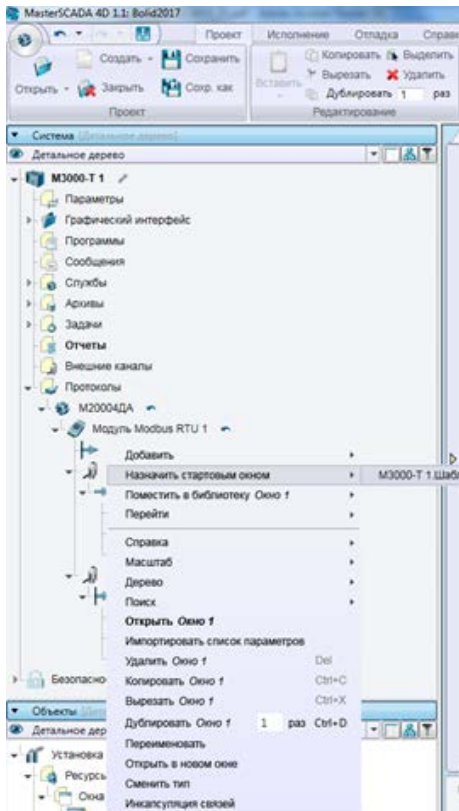 MasterSCADA 4D 1.1: Bolid2017
Проект Исполнение Отладка Справ
Открыть Создать Сохранить
Закрыть Сохр. как
Вставить Копировать Выделить
Вырезать Удалить
Дублировать 1 раз
Проект Редактирование
Система
Детальное дерево
М3000-Т 1
Параметры
Графический интерфейс
Программы
Сообщения
Службы
Архивы
Задачи
Отчеты
Внешние каналы
Протоколы
М20004ДА
Модуль Modbus RTU 1
Добавить
Назначить стартовым окном М3000-Т 1.Шабл
Поместить в библиотеку Окно 1
Перейти
Справка
Масштаб
Дерево
Поиск
Открыть Окно 1
Импортировать список параметров
Удалить Окно 1 Del
Безопасно
Копировать Окно 1 Ctrl+C
Вырезать Окно 1 Ctrl+X
Объекты
Дублировать Окно 1 1 раз Ctrl+D
Детальное дер
Переименовать
Установка
Открыть в новом окне
Ресурсы
Сменить тип
Окна
Инкапсуляция связей